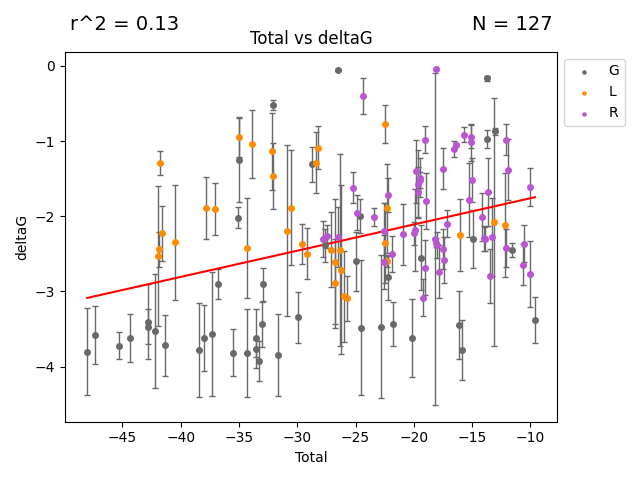 r^2 = 0.13
N = 127
Total vs deltaG
G
L
R
0
−1
−2
−3
−4
deltaG
−45
−40
−35
−30
−25
−20
−15
−10
Total